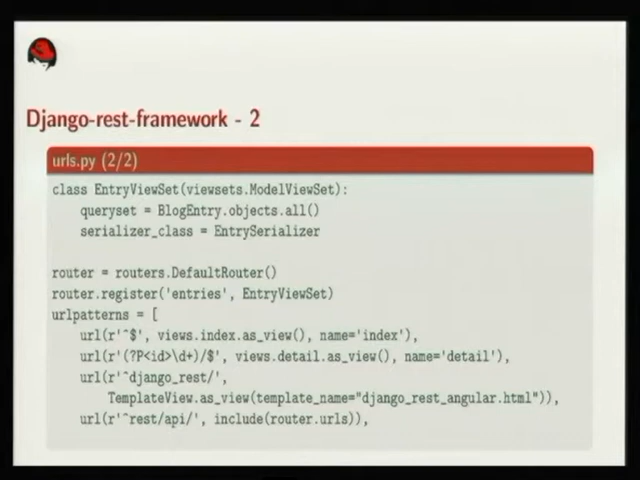 Django-rest-framework - 2
urls.py (2/2)
class EntryViewSet(viewsets.ModelViewSet):
queryset = BlogEntry.objects.all()
serializer_class = EntrySerializer
router = routers.DefaultRouter()
router.register('entries', EntryViewSet)
urlpatterns = [
url(r'^$', views.index.as_view(), name='index'),
url(r'(?P<id>\d+)/$', views.detail.as_view(), name='detail'),
url(r'^django_rest/',
TemplateView.as_view(template_name="django_rest_angular.html")),
url(r'^rest/api/', include(router.urls)),